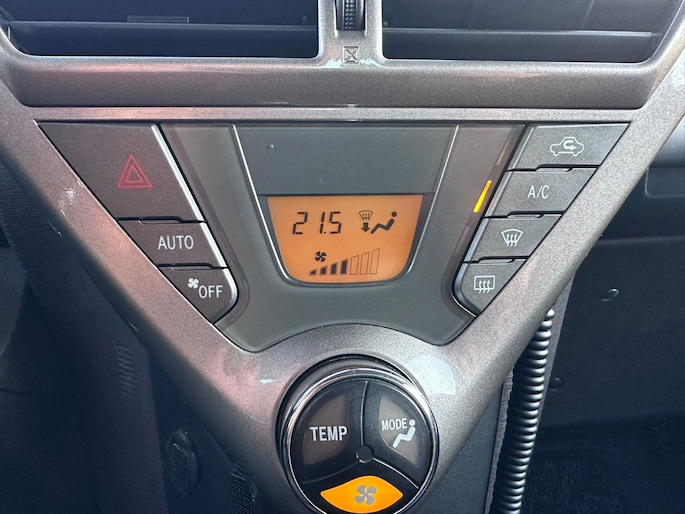 21.5
A/C
AUTO
OFF
TEMP
MODE